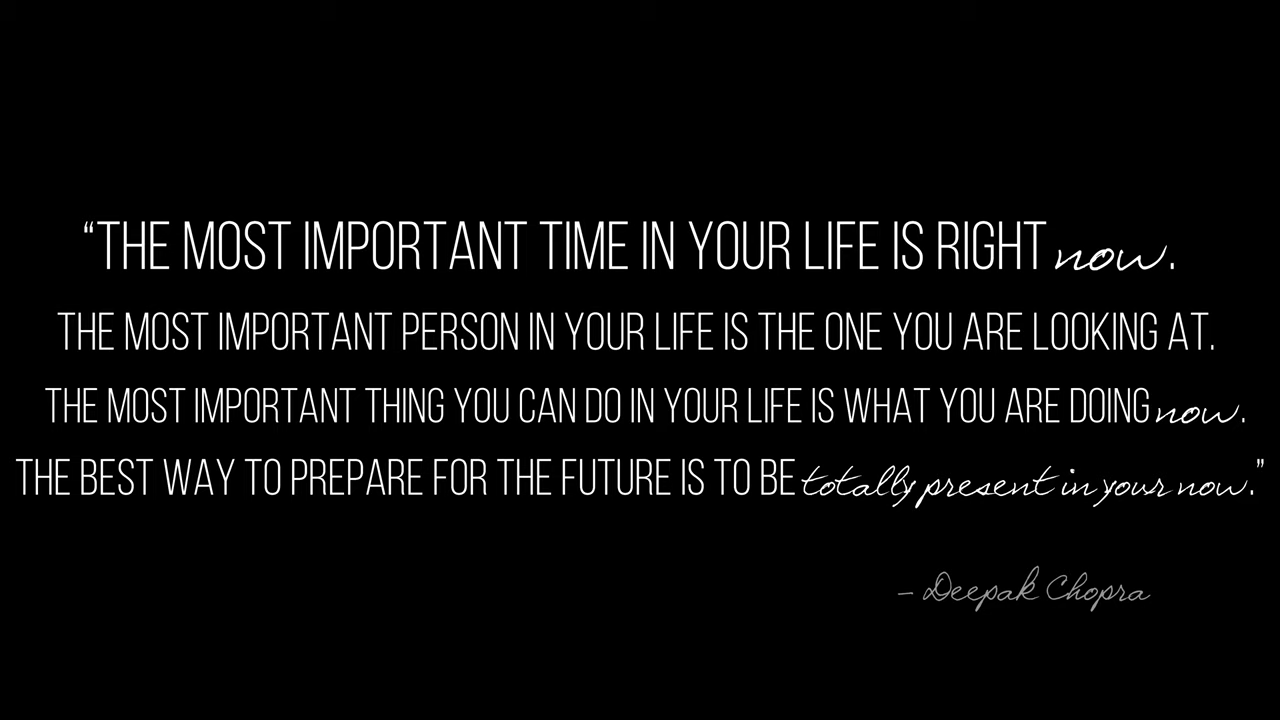 “THE MOST IMPORTANT TIME IN YOUR LIFE IS RIGHT now.
THE MOST IMPORTANT PERSON IN YOUR LIFE IS THE ONE YOU ARE LOOKING AT.
THE MOST IMPORTANT THING YOU CAN DO IN YOUR LIFE IS WHAT YOU ARE DOING now.
THE BEST WAY TO PREPARE FOR THE FUTURE IS TO BE totally present in your now.”
– Deepak Chopra